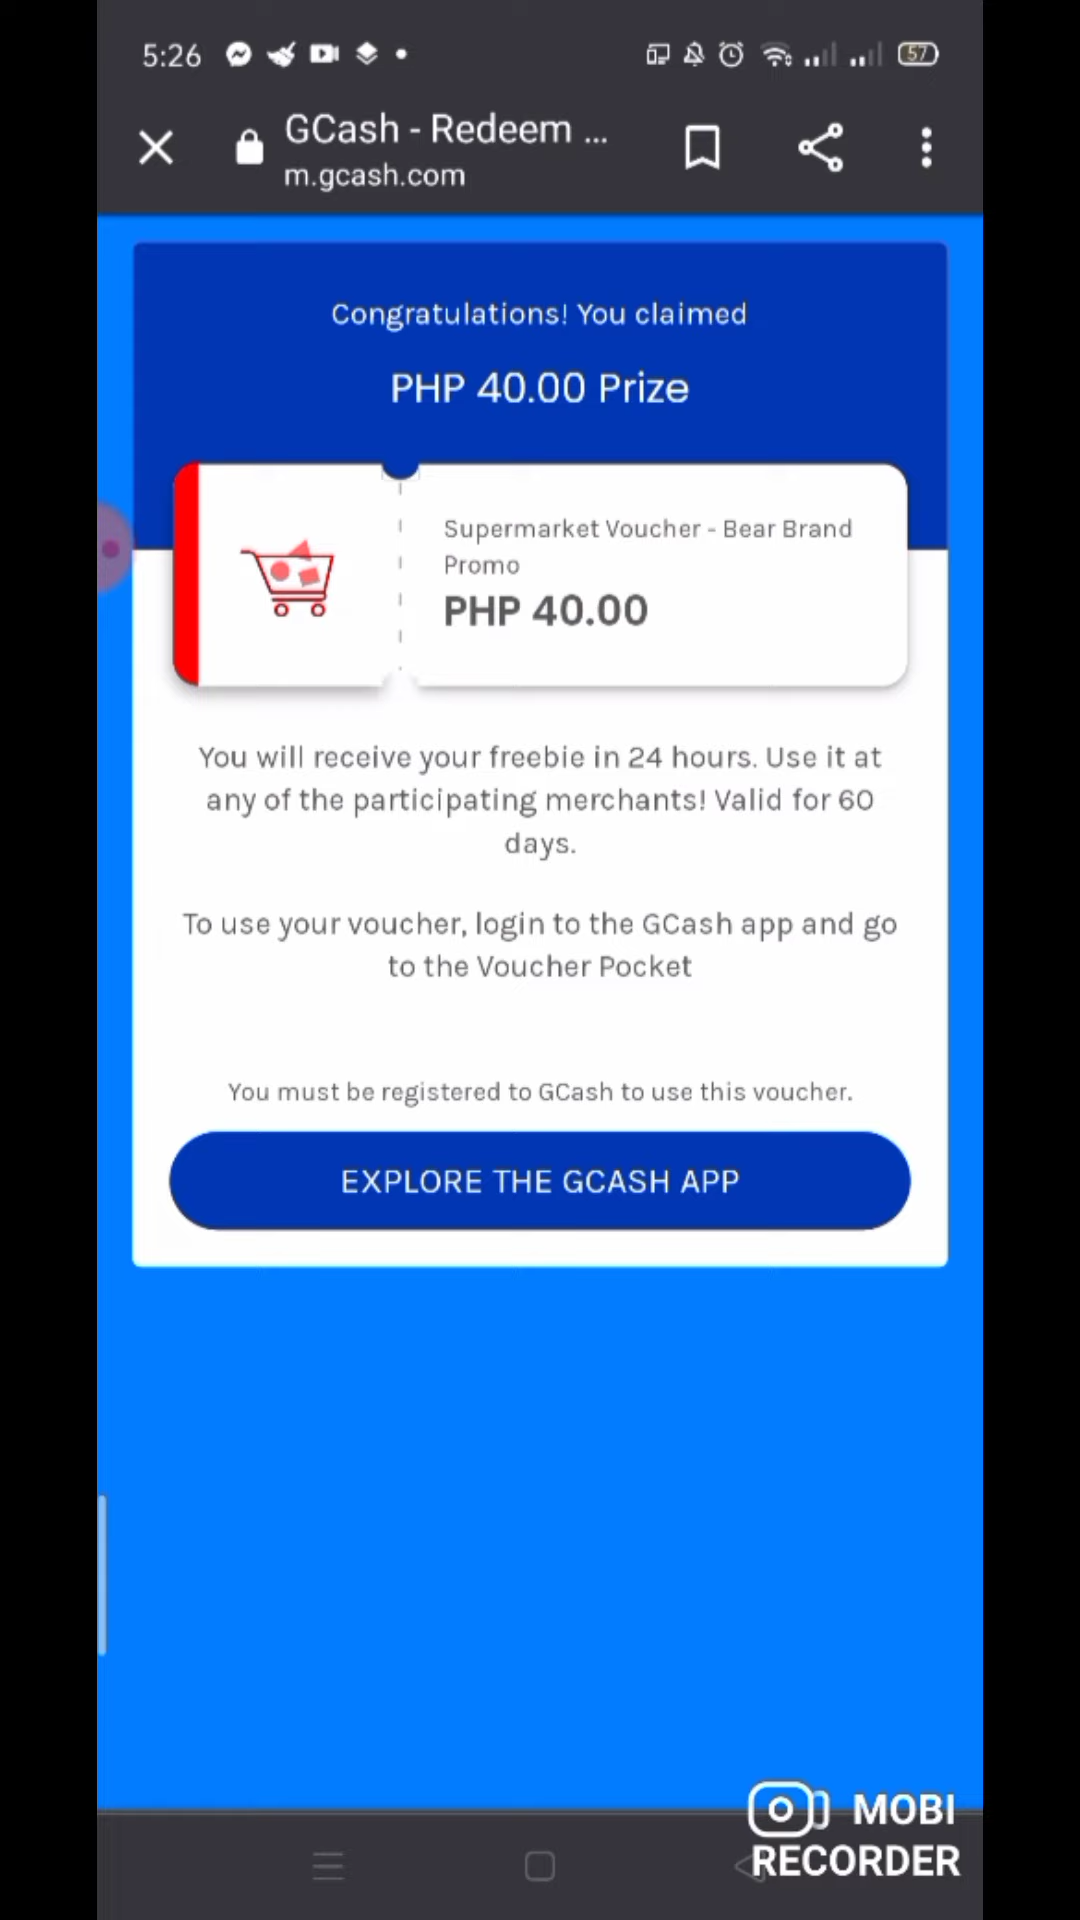 5:26
57
GCash - Redeem ...
m.gcash.com
Congratulations! You claimed
PHP 40.00 Prize
Supermarket Voucher - Bear Brand
Promo
PHP 40.00
You will receive your freebie in 24 hours. Use it at
any of the participating merchants! Valid for 60
days.
To use your voucher, login to the GCash app and go
to the Voucher Pocket
You must be registered to GCash to use this voucher.
EXPLORE THE GCASH APP
MOBI
RECORDER